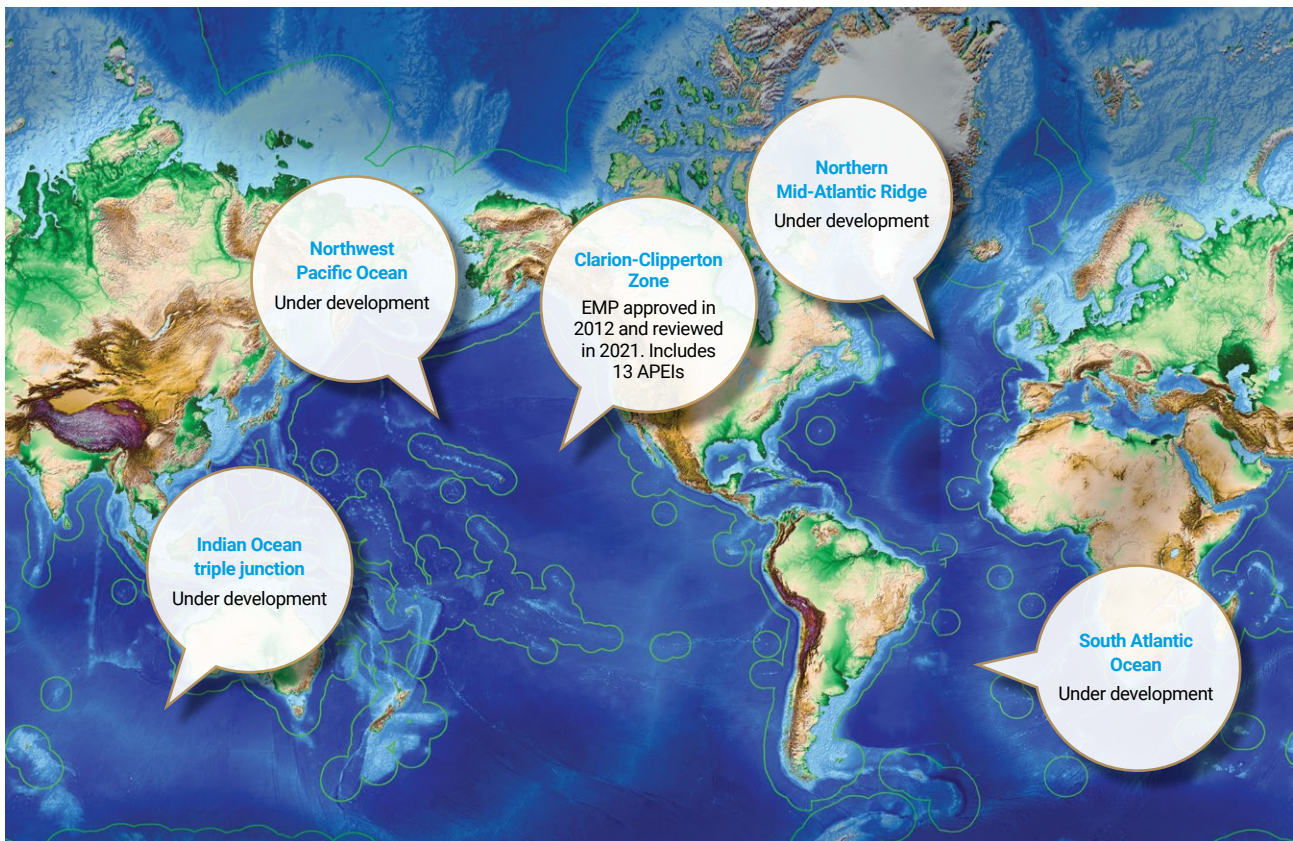 Northern
Mid-Atlantic Ridge
Under development
Northwest
Pacific Ocean
Under development
Clarion-Clipperton
Zone
EMP approved in
2012 and reviewed
in 2021. Includes
13 APEIs
Indian Ocean
triple junction
Under development
South Atlantic
Ocean
Under development